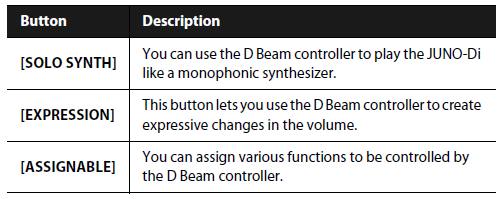 Button Description
[SOLO SYNTH] You can use the D Beam controller to play the JUNO-Di
like a monophonic synthesizer.
[EXPRESSION] This button lets you use the D Beam controller to create
expressive changes in the volume.
[ASSIGNABLE] You can assign various functions to be controlled by
the D Beam controller.